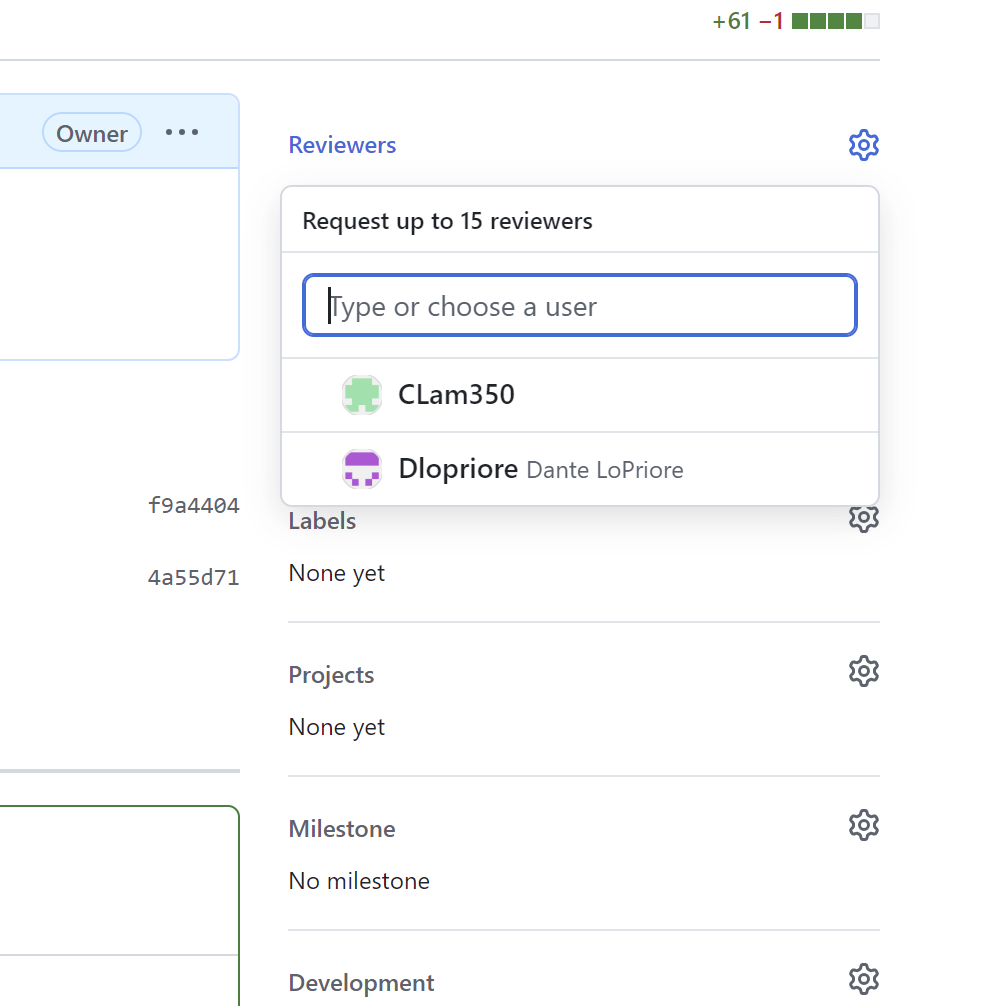 +61 −1
Owner
Reviewers
Request up to 15 reviewers
Type or choose a user
CLam350
Dlopriore Dante LoPriore
f9a4404
4a55d71
Labels
None yet
Projects
None yet
Milestone
No milestone
Development